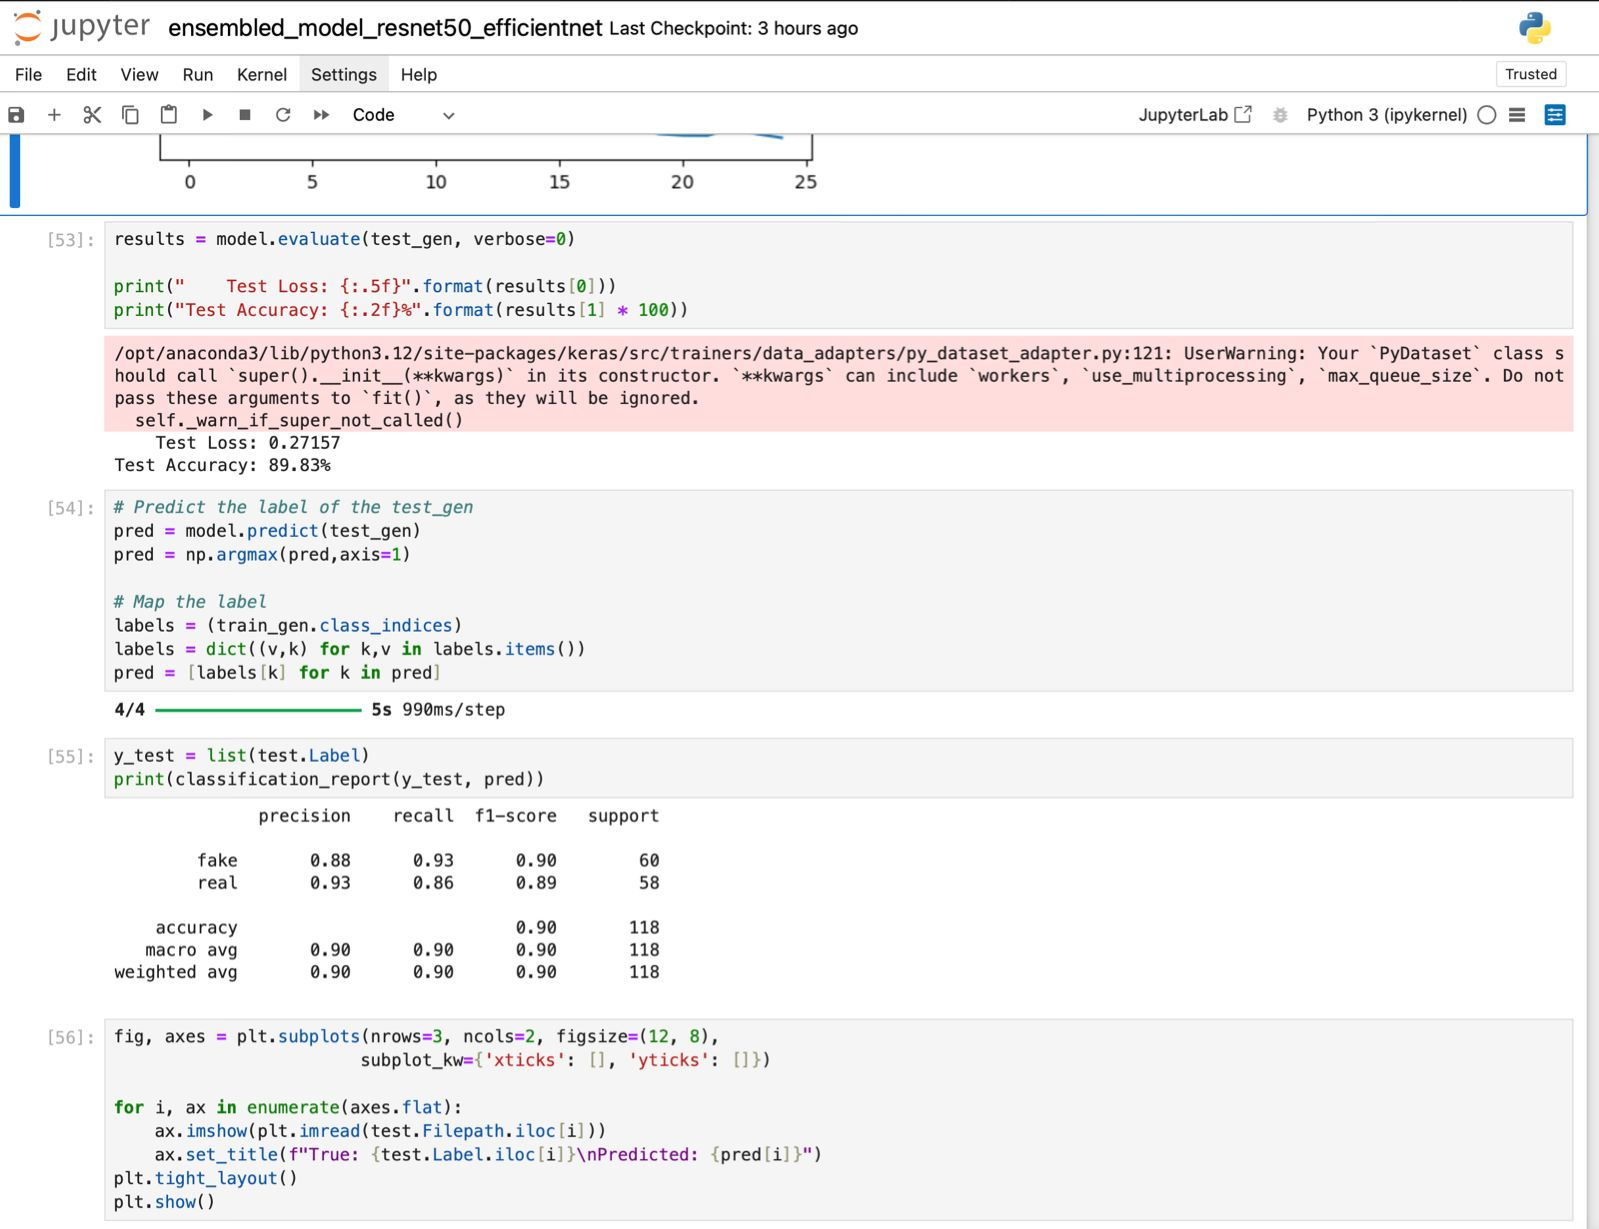 jupyter ensembled_model_resnet50_efficientnet Last Checkpoint: 3 hours ago
File Edit View Run Kernel Settings Help Trusted
Code JupyterLab Python 3 (ipykernel)
0 5 10 15 20 25
[53]: results = model.evaluate(test_gen, verbose=0)
print("    Test Loss: {:.5f}".format(results[0]))
print("Test Accuracy: {:.2f}%".format(results[1] * 100))
/opt/anaconda3/lib/python3.12/site-packages/keras/src/trainers/data_adapters/py_dataset_adapter.py:121: UserWarning: Your `PyDataset` class s
hould call `super().__init__(**kwargs)` in its constructor. `**kwargs` can include `workers`, `use_multiprocessing`, `max_queue_size`. Do not
pass these arguments to `fit()`, as they will be ignored.
  self._warn_if_super_not_called()
    Test Loss: 0.27157
Test Accuracy: 89.83%
[54]: # Predict the label of the test_gen
pred = model.predict(test_gen)
pred = np.argmax(pred,axis=1)
# Map the label
labels = (train_gen.class_indices)
labels = dict((v,k) for k,v in labels.items())
pred = [labels[k] for k in pred]
4/4 5s 990ms/step
[55]: y_test = list(test.Label)
print(classification_report(y_test, pred))
precision recall f1-score support
fake 0.88 0.93 0.90 60
real 0.93 0.86 0.89 58
accuracy 0.90 118
macro avg 0.90 0.90 0.90 118
weighted avg 0.90 0.90 0.90 118
[56]: fig, axes = plt.subplots(nrows=3, ncols=2, figsize=(12, 8),
                        subplot_kw={'xticks': [], 'yticks': []})
for i, ax in enumerate(axes.flat):
    ax.imshow(plt.imread(test.Filepath.iloc[i]))
    ax.set_title(f"True: {test.Label.iloc[i]}\nPredicted: {pred[i]}")
plt.tight_layout()
plt.show()